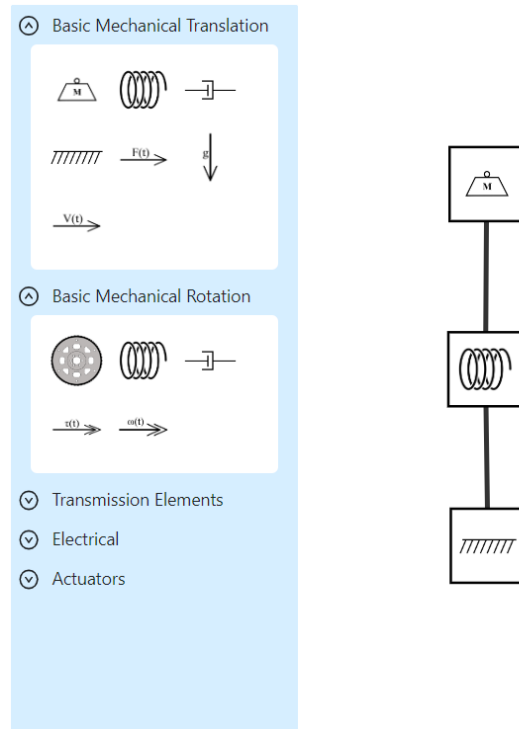 Basic Mechanical Translation
M
F(t)
g
V(t)
Basic Mechanical Rotation
τ(t) ω(t)
Transmission Elements
Electrical
Actuators
M